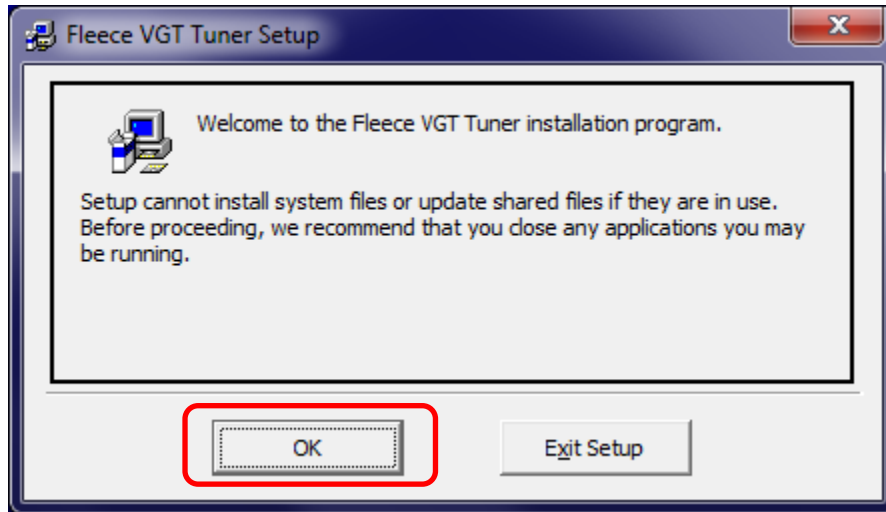 Fleece VGT Tuner Setup
Welcome to the Fleece VGT Tuner installation program.
Setup cannot install system files or update shared files if they are in use.
Before proceeding, we recommend that you close any applications you may
be running.
OK
Exit Setup